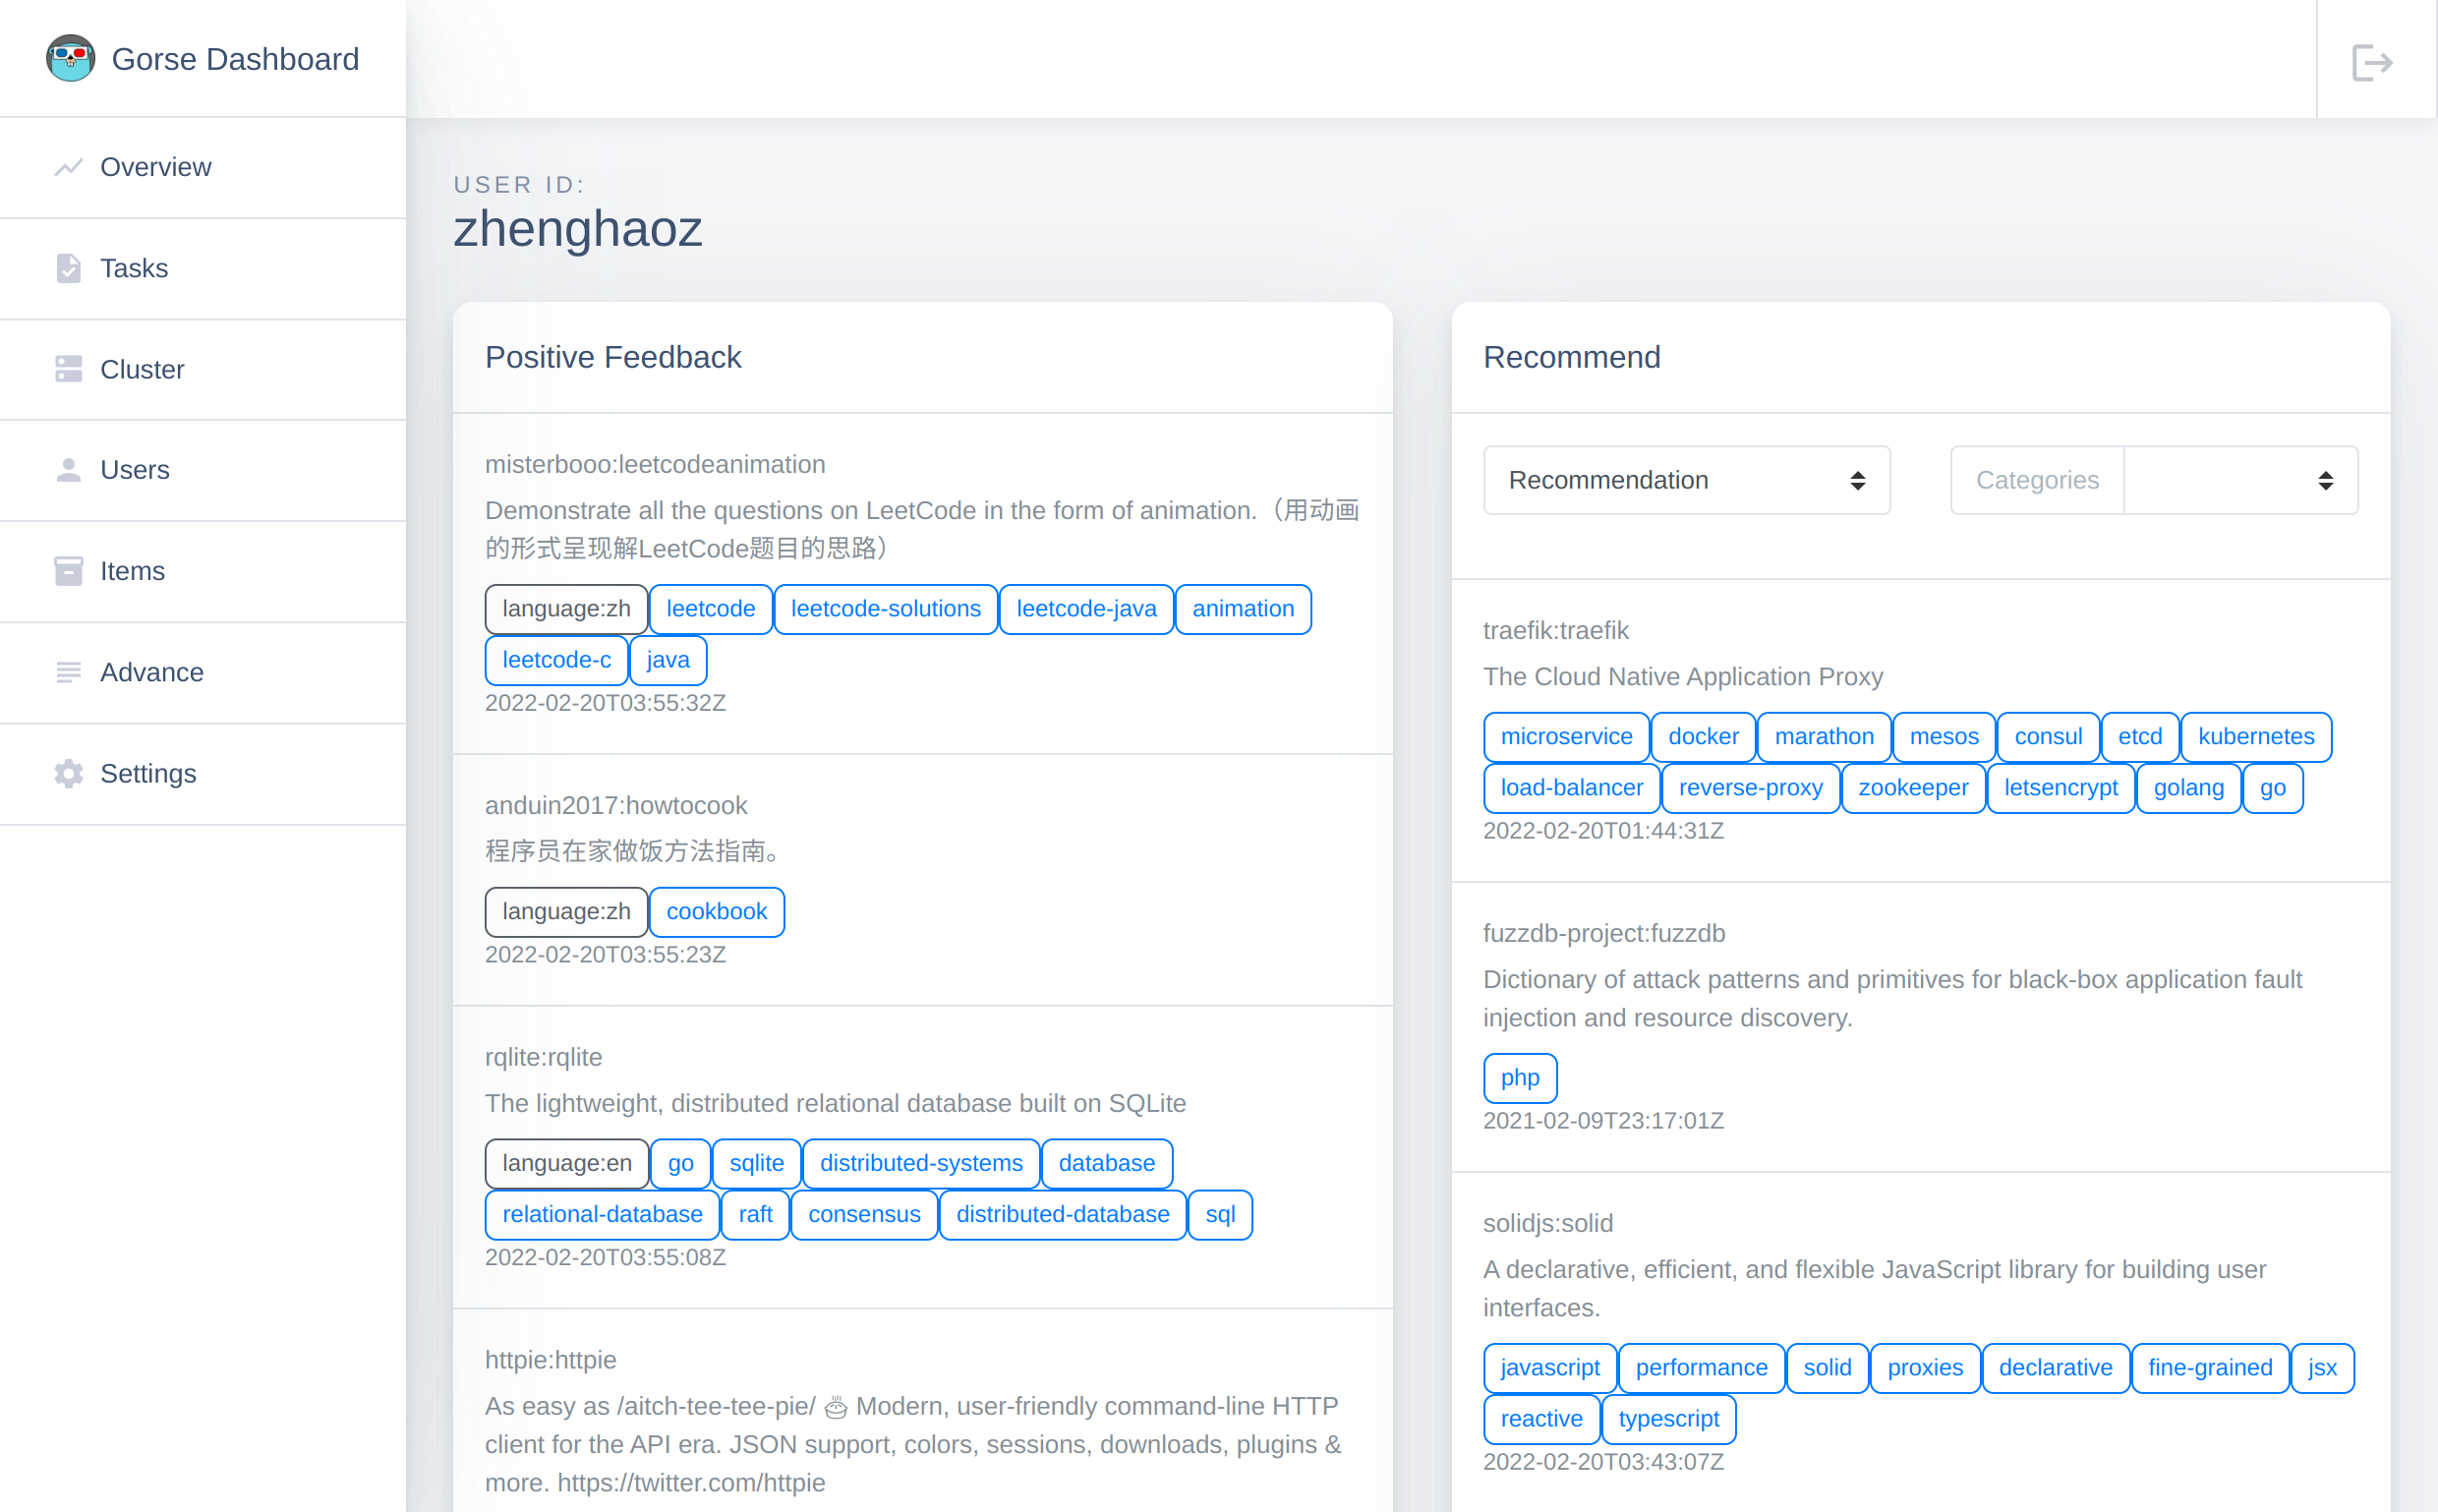 Gorse Dashboard
Overview
Tasks
Cluster
Users
Items
Advance
Settings
USER ID:
zhenghaoz
Positive Feedback
misterbooo:leetcodeanimation
Demonstrate all the questions on LeetCode in the form of animation.（用动画
的形式呈现解LeetCode题目的思路）
language:zh leetcode leetcode-solutions leetcode-java animation
leetcode-c java
2022-02-20T03:55:32Z
anduin2017:howtocook
程序员在家做饭方法指南。
language:zh cookbook
2022-02-20T03:55:23Z
rqlite:rqlite
The lightweight, distributed relational database built on SQLite
language:en go sqlite distributed-systems database
relational-database raft consensus distributed-database sql
2022-02-20T03:55:08Z
httpie:httpie
As easy as /aitch-tee-tee-pie/ 🥧 Modern, user-friendly command-line HTTP
client for the API era. JSON support, colors, sessions, downloads, plugins &
more. https://twitter.com/httpie
Recommend
Recommendation
Categories
traefik:traefik
The Cloud Native Application Proxy
microservice docker marathon mesos consul etcd kubernetes
load-balancer reverse-proxy zookeeper letsencrypt golang go
2022-02-20T01:44:31Z
fuzzdb-project:fuzzdb
Dictionary of attack patterns and primitives for black-box application fault
injection and resource discovery.
php
2021-02-09T23:17:01Z
solidjs:solid
A declarative, efficient, and flexible JavaScript library for building user
interfaces.
javascript performance solid proxies declarative fine-grained jsx
reactive typescript
2022-02-20T03:43:07Z